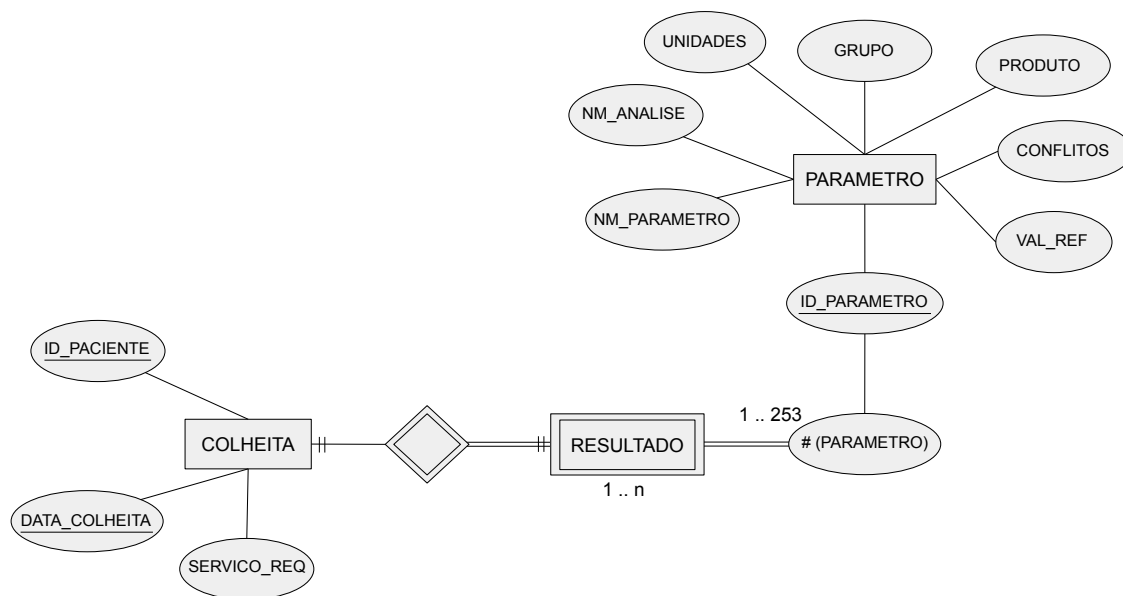 UNIDADES
GRUPO
PRODUTO
NM_ANALISE
CONFLITOS
PARAMETRO
NM_PARAMETRO
VAL_REF
ID_PARAMETRO
ID_PACIENTE
1 .. 253
COLHEITA
RESULTADO
# (PARAMETRO)
1 .. n
DATA_COLHEITA
SERVICO_REQ